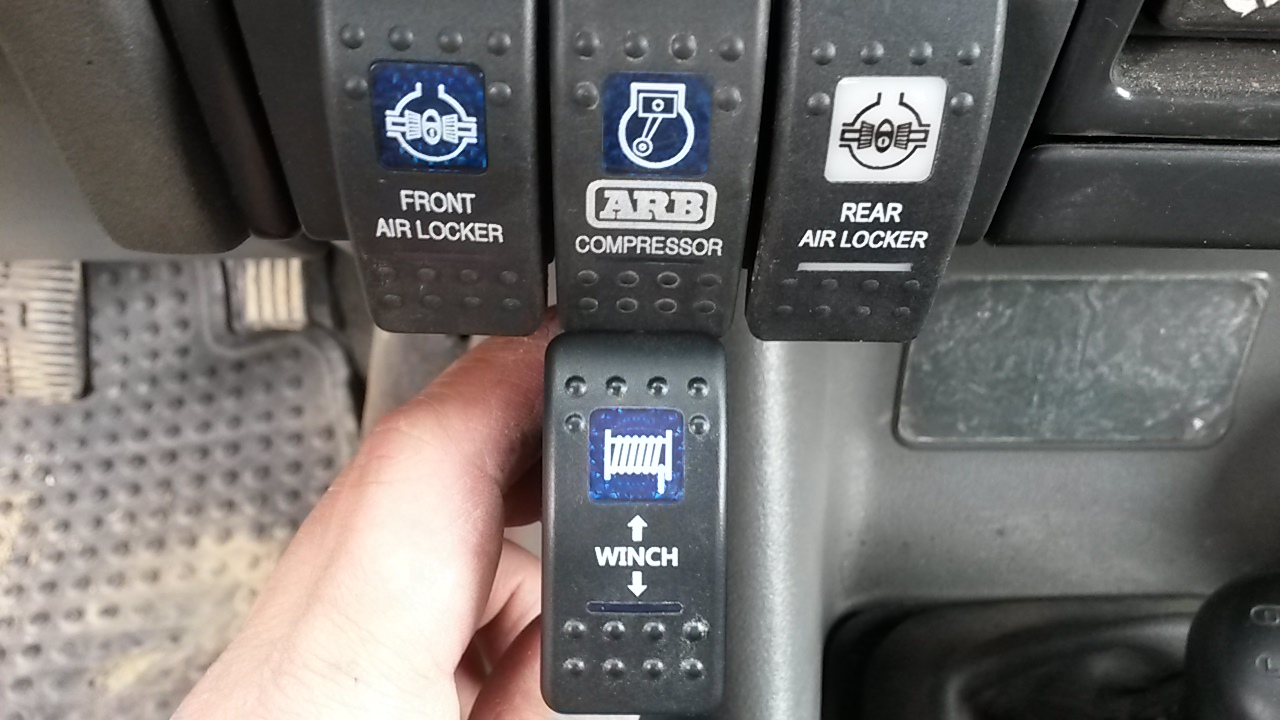 FRONT
AIR LOCKER
ARB
COMPRESSOR
REAR
AIR LOCKER
WINCH